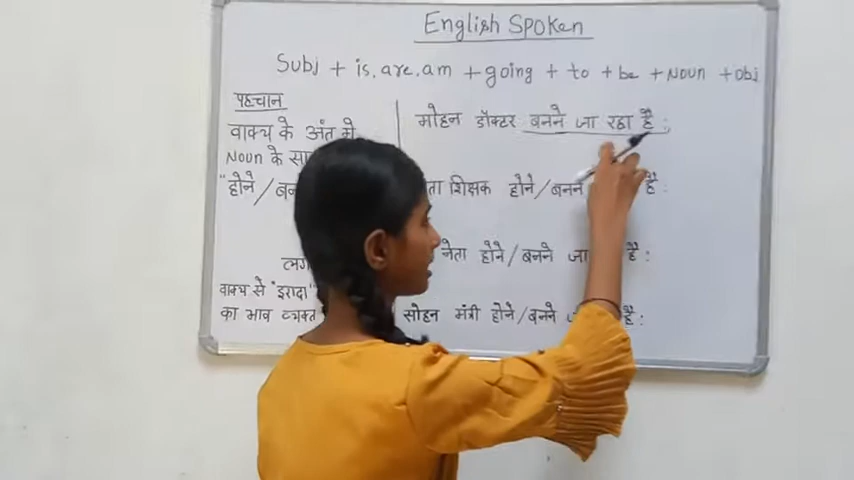 English Spoken
Subj + is, are, am + going + to + be + Noun + obj
पहचान
वाक्य के अंत मे
Noun के
"होने/
वाक्य से "इरादा"
का भाव व्यक्त
मोहन डॉक्टर बनने जा रहा है :
शिक्षक होने/बनने है :
नेता होने/बनने है :
सोहन मंत्री होने/बनने है :